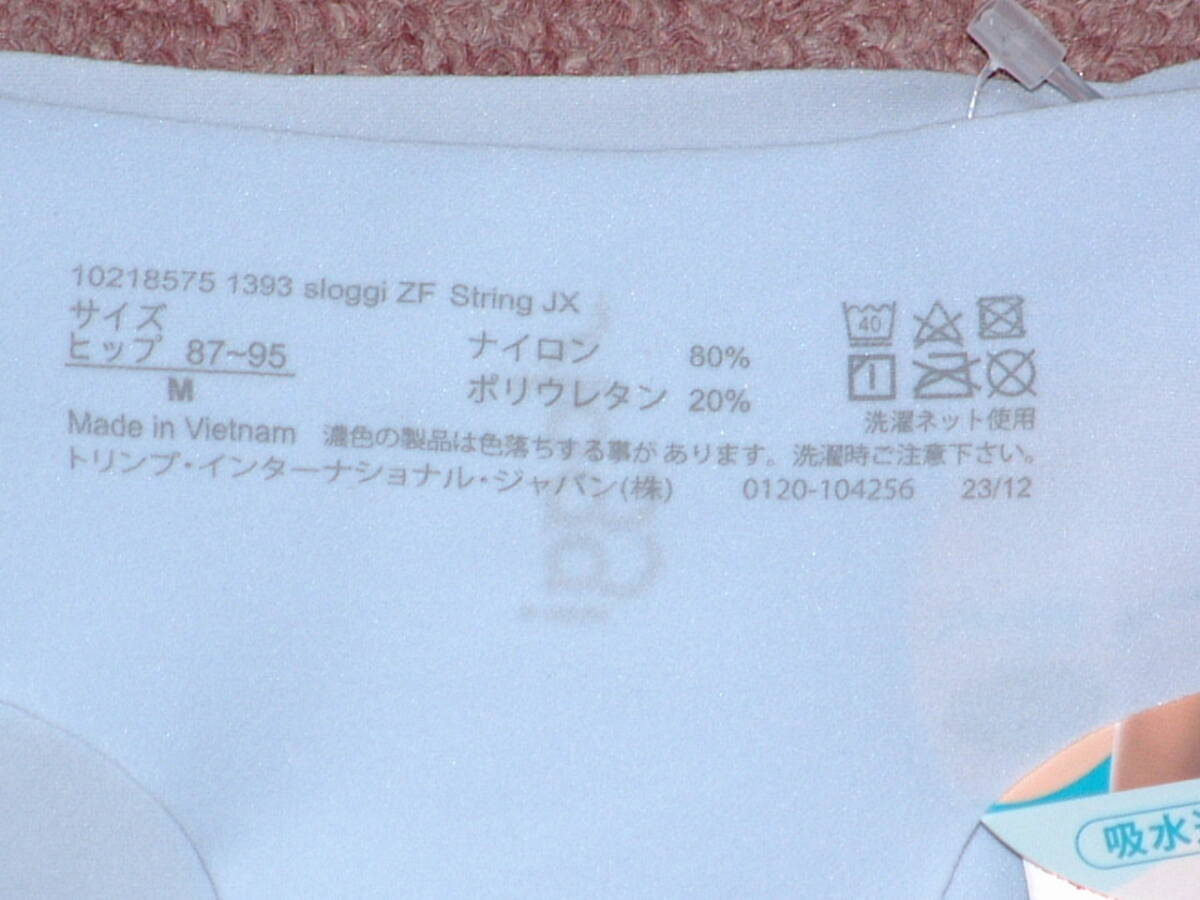 10218575 1393 sloggi ZF String JX
サイズ
ヒップ 87~95
M
ナイロン 80%
ポリウレタン 20%
40
洗濯ネット使用
Made in Vietnam 濃色の製品は色落ちする事があります。洗濯時ご注意下さい。
トリンプ・インターナショナル・ジャパン(株) 0120-104256 23/12
吸水